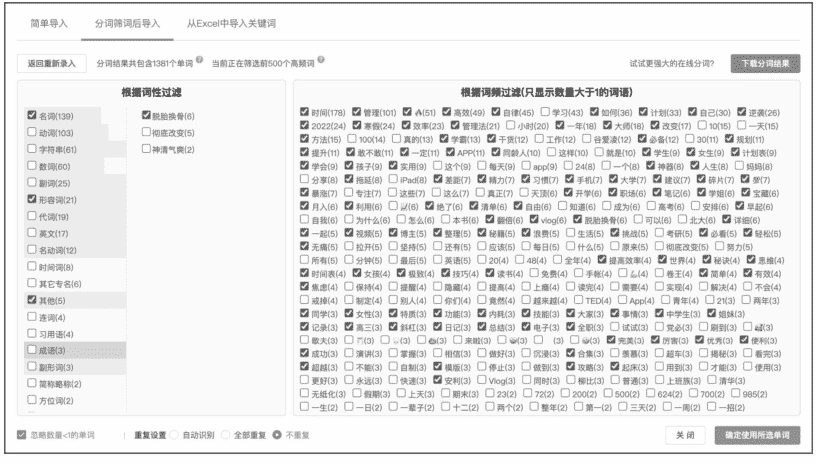 简单导入 分词筛词后导入 从Excel中导入关键词
返回重新录入 分词结果共包含1381个单词 当前正在筛选前500个高频词 试试更强大的在线分词? 下载分词结果
根据词性过滤
名词(139) 脱胎换骨(6)
动词(103) 彻底改变(5)
字符串(61) 神清气爽(2)
数词(60)
副词(25)
形容词(21)
代词(19)
英文(17)
名动词(12)
时间词(8)
其它专名(6)
其他(5)
连词(4)
习用语(4)
成语(3)
副形词(3)
简称略称(2)
方位词(2)
根据词频过滤(只显示数量大于1的词语)
时间(178) 管理(101) 🔥(51) 高效(49) 自律(45) 学习(43) 如何(36) 计划(33) 自己(30) 逆袭(26)
2022(24) 寒假(24) 效率(23) 管理法(21) 小时(20) 一年(18) 大师(18) 改变(17) 10(15) 一天(15)
方法(15) 100(14) 真的(13) 学霸(13) 干货(12) 工作(12) 谷爱凌(12) 必备(12) 30(11) 规划(11)
提升(11) 敢不敢(11) 一定(11) APP(11) 同龄人(10) 这样(10) 就是(10) 学生(9) 女生(9) 计划表(9)
学会(9) 孩子(9) 实用(9) 这个(9) 每天(9) app(9) 24(8) 一个(8) 神器(8) 人生(8) 妈妈(8)
分享(8) 拖延(8) iPad(8) 差距(7) 精力(7) 习惯(7) 手机(7) 大学(7) 建议(7) 碎片(7) 求(7)
暴涨(7) 专注(7) 这些(7) 这么(7) 真正(7) 天顶(6) 开学(6) 职场(6) 笔记(6) 学姐(6) 宝藏(6)
月入(6) 利用(6) (6) 绝了(6) 清单(6) 自由(6) 知道(6) 成为(6) 高考(6) 安排(6) 早起(6)
自我(6) 为什么(6) 怎么(6) 本书(6) 翻倍(6) vlog(6) 脱胎换骨(6) 可以(6) 北大(6) 详细(6)
一起(5) 视频(5) 博主(5) 整理(5) 秘籍(5) 浪费(5) 生活(5) 挑战(5) 考研(5) 必看(5) 轻松(5)
无痛(5) 拉开(5) 坚持(5) 还有(5) 应该(5) 每日(5) 什么(5) 原来(5) 彻底改变(5) 努力(5)
所有(5) 分钟(5) 最后(5) 英语(5) 20(4) 48(4) 全年(4) 提高效率(4) 世界(4) 秘诀(4) 思维(4)
时间表(4) 女孩(4) 极致(4) 技巧(4) 读书(4) 免费(4) 手帐(4) (4) 卷王(4) 简单(4) 有效(4)
焦虑(4) 保持(4) 提醒(4) 隐藏(4) 提高(4) 上瘾(4) 读完(4) 需要(4) 实现(4) 解决(4) 不会(4)
戒掉(4) 制定(4) 别人(4) 你们(4) 竟然(4) 越来越(4) TED(4) App(4) 青年(4) 21(3) 两年(3)
同学(3) 女性(3) 特质(3) 功能(3) 内耗(3) 技能(3) 大家(3) 事情(3) 中学生(3) 姐妹(3)
记录(3) 高三(3) 斜杠(3) 日记(3) 总结(3) 电子(3) 全职(3) 试试(3) 党必(3) 刷到(3) (3)
敢夫(3) (3) (3) (3) 来啦(3) (3) (3) (3) 完美(3) 厉害(3) 优秀(3) 便利(3)
成功(3) 演讲(3) 掌握(3) 相信(3) 做好(3) 沉浸(3) 合集(3) 羡慕(3) 超车(3) 揭秘(3) 看完(3)
超越(3) 不能(3) 自制(3) 模版(3) 停止(3) 做到(3) 攻略(3) 起床(3) 用到(3) 才能(3) 使用(3)
更好(3) 永远(3) 快速(3) 安利(3) Vlog(3) 同时(3) 柳比(3) 普通(3) 上班族(3) 清华(3)
无纸化(3) 假期(3) 上天(3) 期末(3) 23(2) 72(2) 200(2) 500(2) 624(2) 700(2) 985(2)
一生(2) 一日(2) 一辈子(2) 十二(2) 两个(2) 整年(2) 第一(2) 三天(2) 一周(2) 一招(2)
忽略数量<1的单词 重复设置 自动识别 全部重复 不重复 关 闭 确定使用所选单词